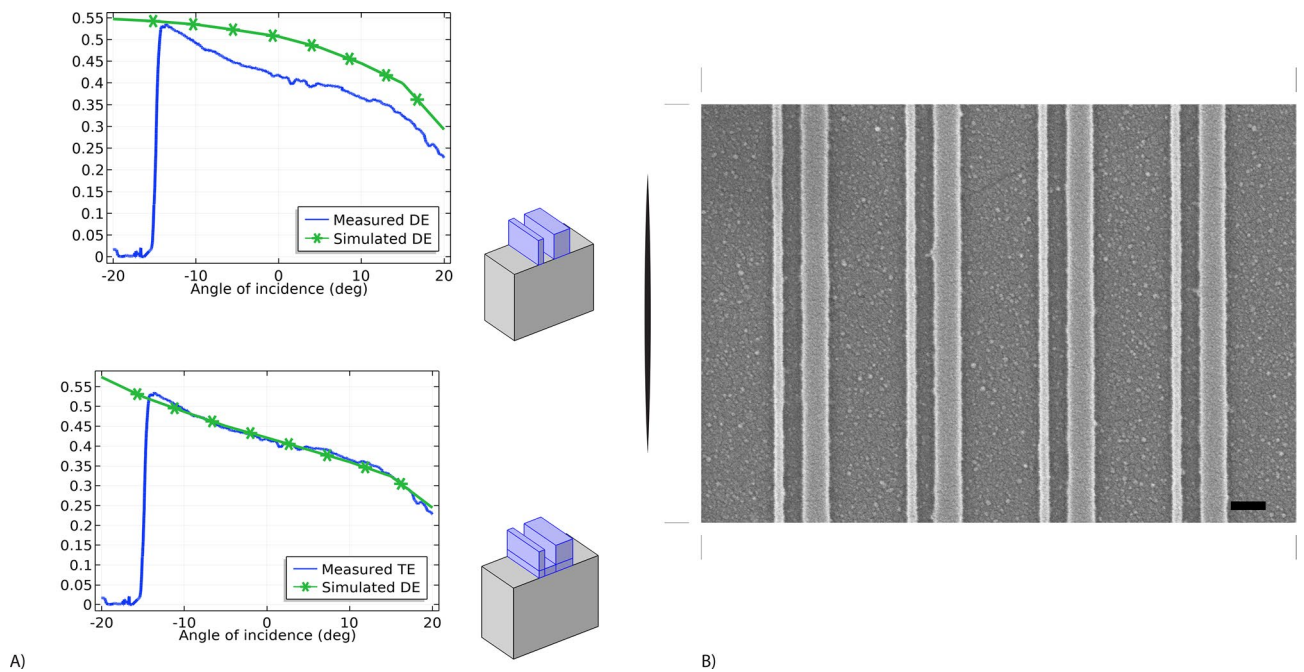 0.55
0.5
0.45
0.4
0.35
0.3
0.25
0.2
0.15
0.1
0.05
0
Measured DE
Simulated DE
-20 -10 0 10 20
Angle of incidence (deg)
0.55
0.5
0.45
0.4
0.35
0.3
0.25
0.2
0.15
0.1
0.05
0
Measured TE
Simulated DE
-20 -10 0 10 20
Angle of incidence (deg)
A) B)